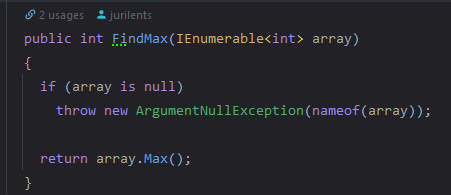 2 usages jurilents
public int FindMax(IEnumerable<int> array)
{
if (array is null)
throw new ArgumentNullException(nameof(array));
return array.Max();
}